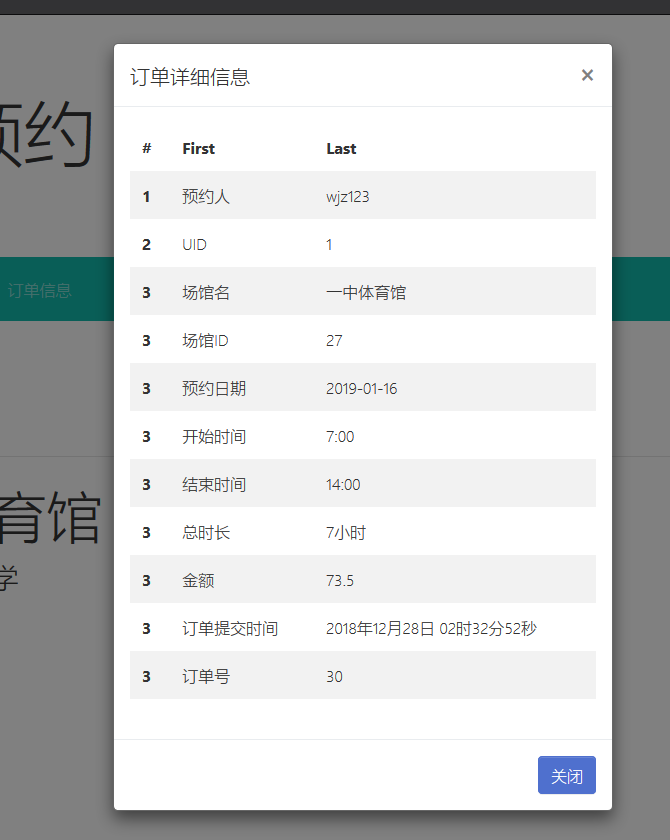 订单详细信息 ×
# First Last
1 预约人 wjz123
2 UID 1
3 场馆名 一中体育馆
3 场馆ID 27
3 预约日期 2019-01-16
3 开始时间 7:00
3 结束时间 14:00
3 总时长 7小时
3 金额 73.5
3 订单提交时间 2018年12月28日 02时32分52秒
3 订单号 30
关闭
预约
订单信息
育馆
学